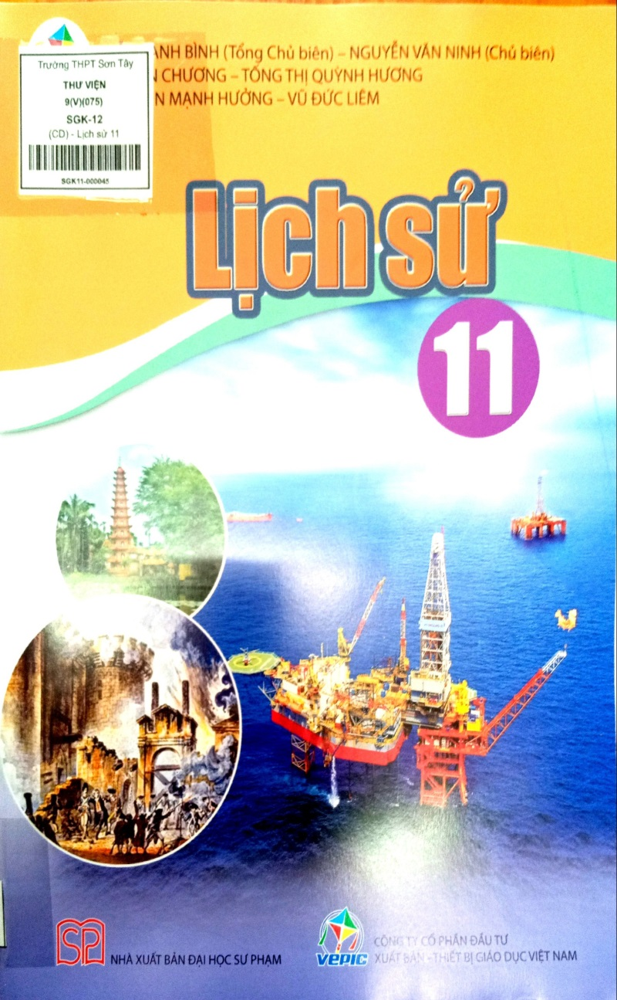 ANH BÌNH (Tổng Chủ biên) – NGUYỄN VĂN NINH (Chủ biên)
CHƯƠNG – TỐNG THỊ QUỲNH HƯƠNG
MẠNH HƯỞNG – VŨ ĐỨC LIÊM
Trường THPT Sơn Tây
THƯ VIỆN
9(V)(075)
SGK-12
(CD) - Lịch sử 11
SGK11-000045
Lịch sử
11
SP
NHÀ XUẤT BẢN ĐẠI HỌC SƯ PHẠM
VEPIC
CÔNG TY CỔ PHẦN ĐẦU TƯ
XUẤT BẢN - THIẾT BỊ GIÁO DỤC VIỆT NAM